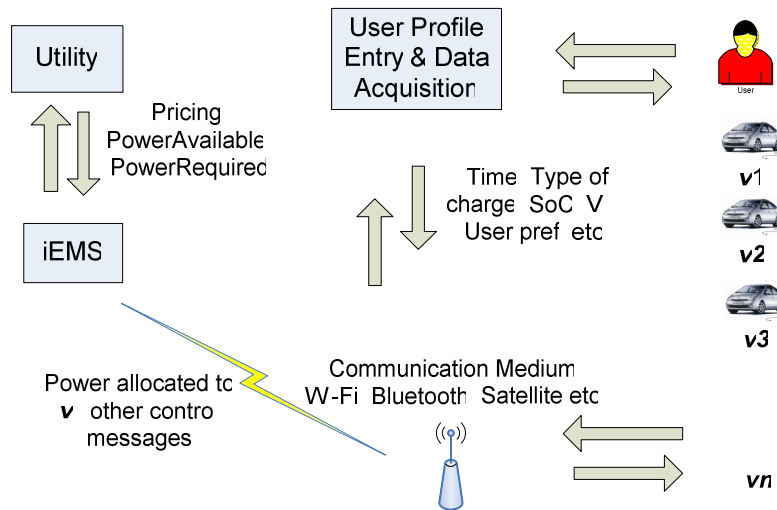 Utility
User Profile
Entry & Data
Acquisition
User
Pricing
PowerAvailable
PowerRequired
Time Type of
charge SoC V
User pref etc
v1
v2
v3
iEMS
Communication Medium
W-Fi Bluetooth Satellite etc
Power allocated to
v other contro
messages
vn